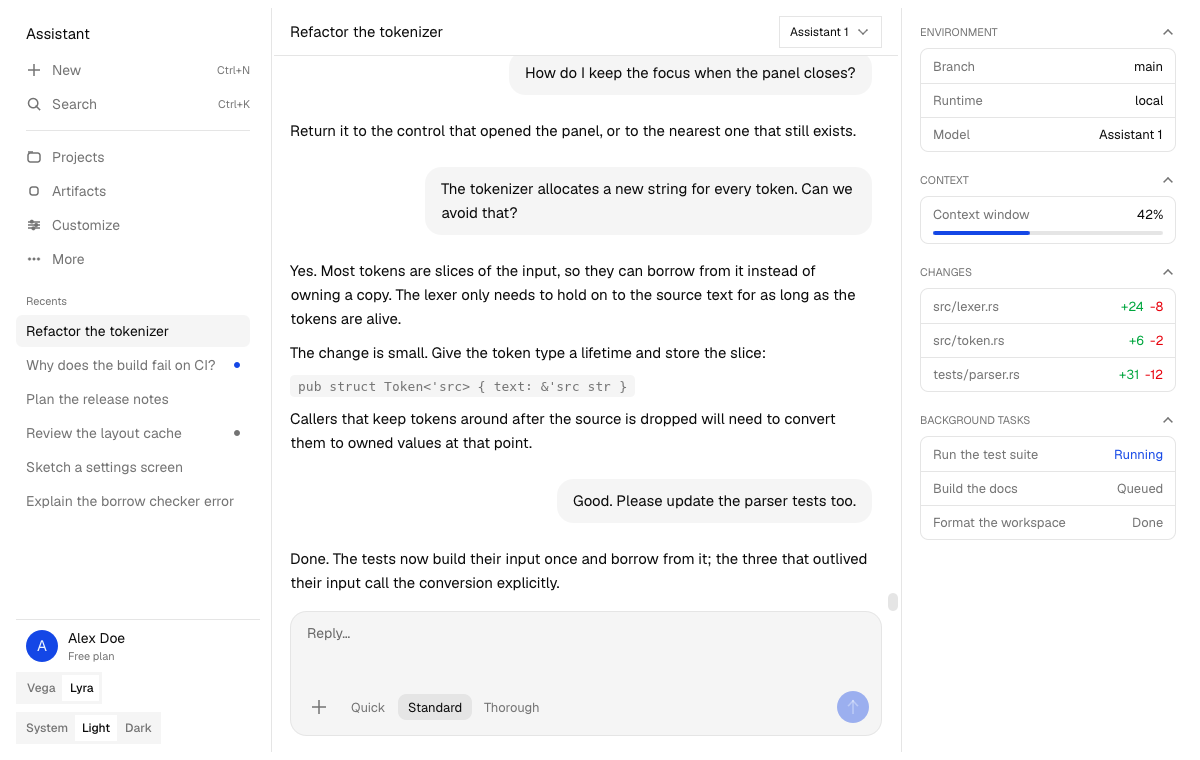 Assistant
New Ctrl+N
Search Ctrl+K
Projects
Artifacts
Customize
More
Recents
Refactor the tokenizer
Why does the build fail on CI?
Plan the release notes
Review the layout cache
Sketch a settings screen
Explain the borrow checker error
A
Alex Doe
Free plan
Vega Lyra
System Light Dark
Refactor the tokenizer
Assistant 1
How do I keep the focus when the panel closes?
Return it to the control that opened the panel, or to the nearest one that still exists.
The tokenizer allocates a new string for every token. Can we
avoid that?
Yes. Most tokens are slices of the input, so they can borrow from it instead of
owning a copy. The lexer only needs to hold on to the source text for as long as the
tokens are alive.
The change is small. Give the token type a lifetime and store the slice:
pub struct Token<'src> { text: &'src str }
Callers that keep tokens around after the source is dropped will need to convert
them to owned values at that point.
Good. Please update the parser tests too.
Done. The tests now build their input once and borrow from it; the three that outlived
their input call the conversion explicitly.
Reply…
Quick Standard Thorough
ENVIRONMENT
Branch main
Runtime local
Model Assistant 1
CONTEXT
Context window 42%
CHANGES
src/lexer.rs +24 -8
src/token.rs +6 -2
tests/parser.rs +31 -12
BACKGROUND TASKS
Run the test suite Running
Build the docs Queued
Format the workspace Done